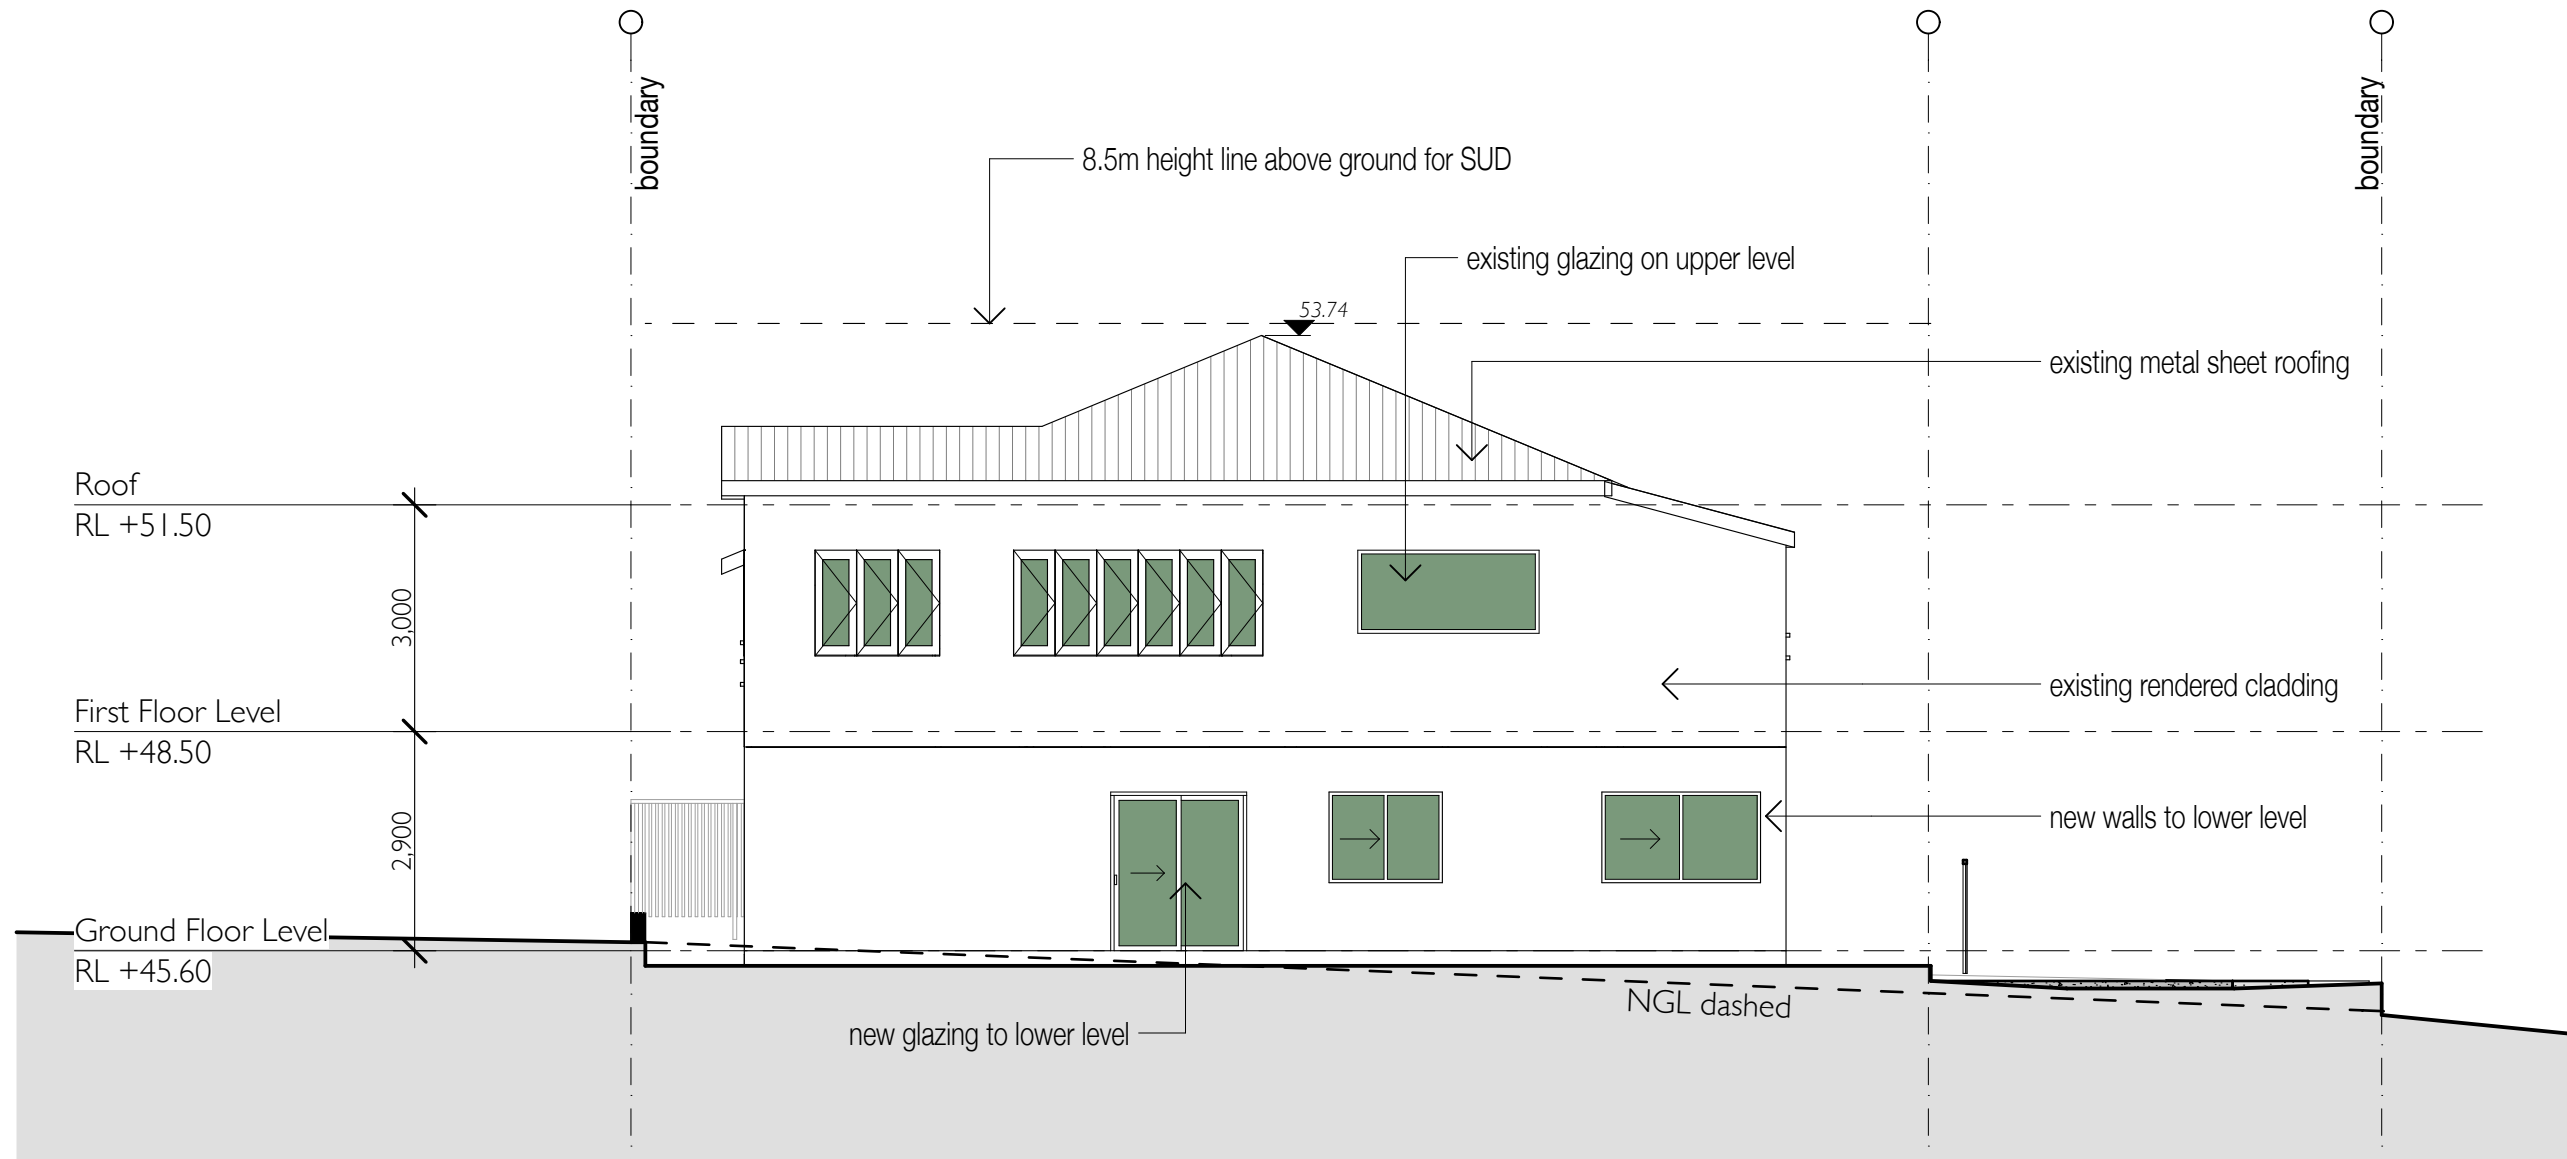 boundary
boundary
8.5m height line above ground for SUD
existing glazing on upper level
53.74
existing metal sheet roofing
Roof
RL +51.50
3,000
existing rendered cladding
First Floor Level
RL +48.50
new walls to lower level
2,900
Ground Floor Level
RL +45.60
NGL dashed
new glazing to lower level